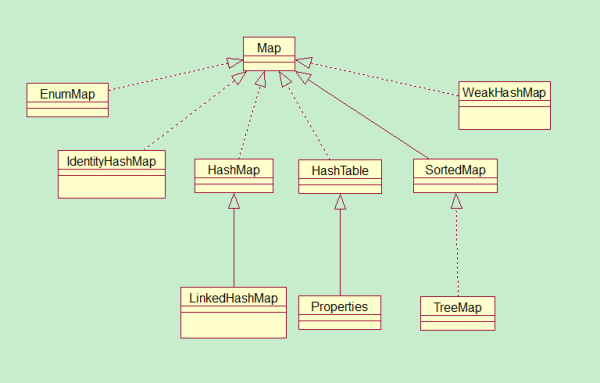 Map
EnumMap
WeakHashMap
IdentityHashMap
HashMap
HashTable
SortedMap
LinkedHashMap
Properties
TreeMap